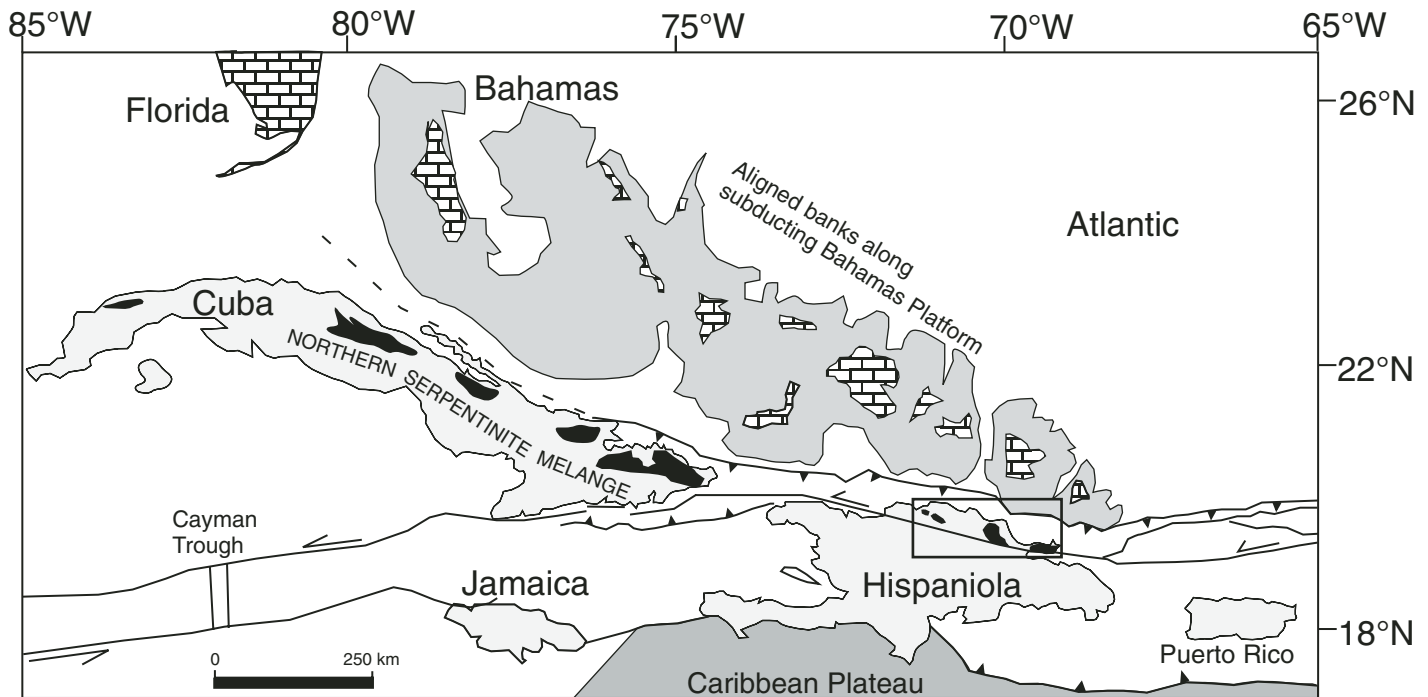 85°W
80°W
75°W
70°W
65°W
Bahamas
Florida
26°N
Aligned banks along
subducting Bahamas Platform
Atlantic
Cuba
NORTHERN SERPENTINITE MELANGE
22°N
Cayman
Trough
Jamaica
Hispaniola
18°N
0
250 km
Puerto Rico
Caribbean Plateau